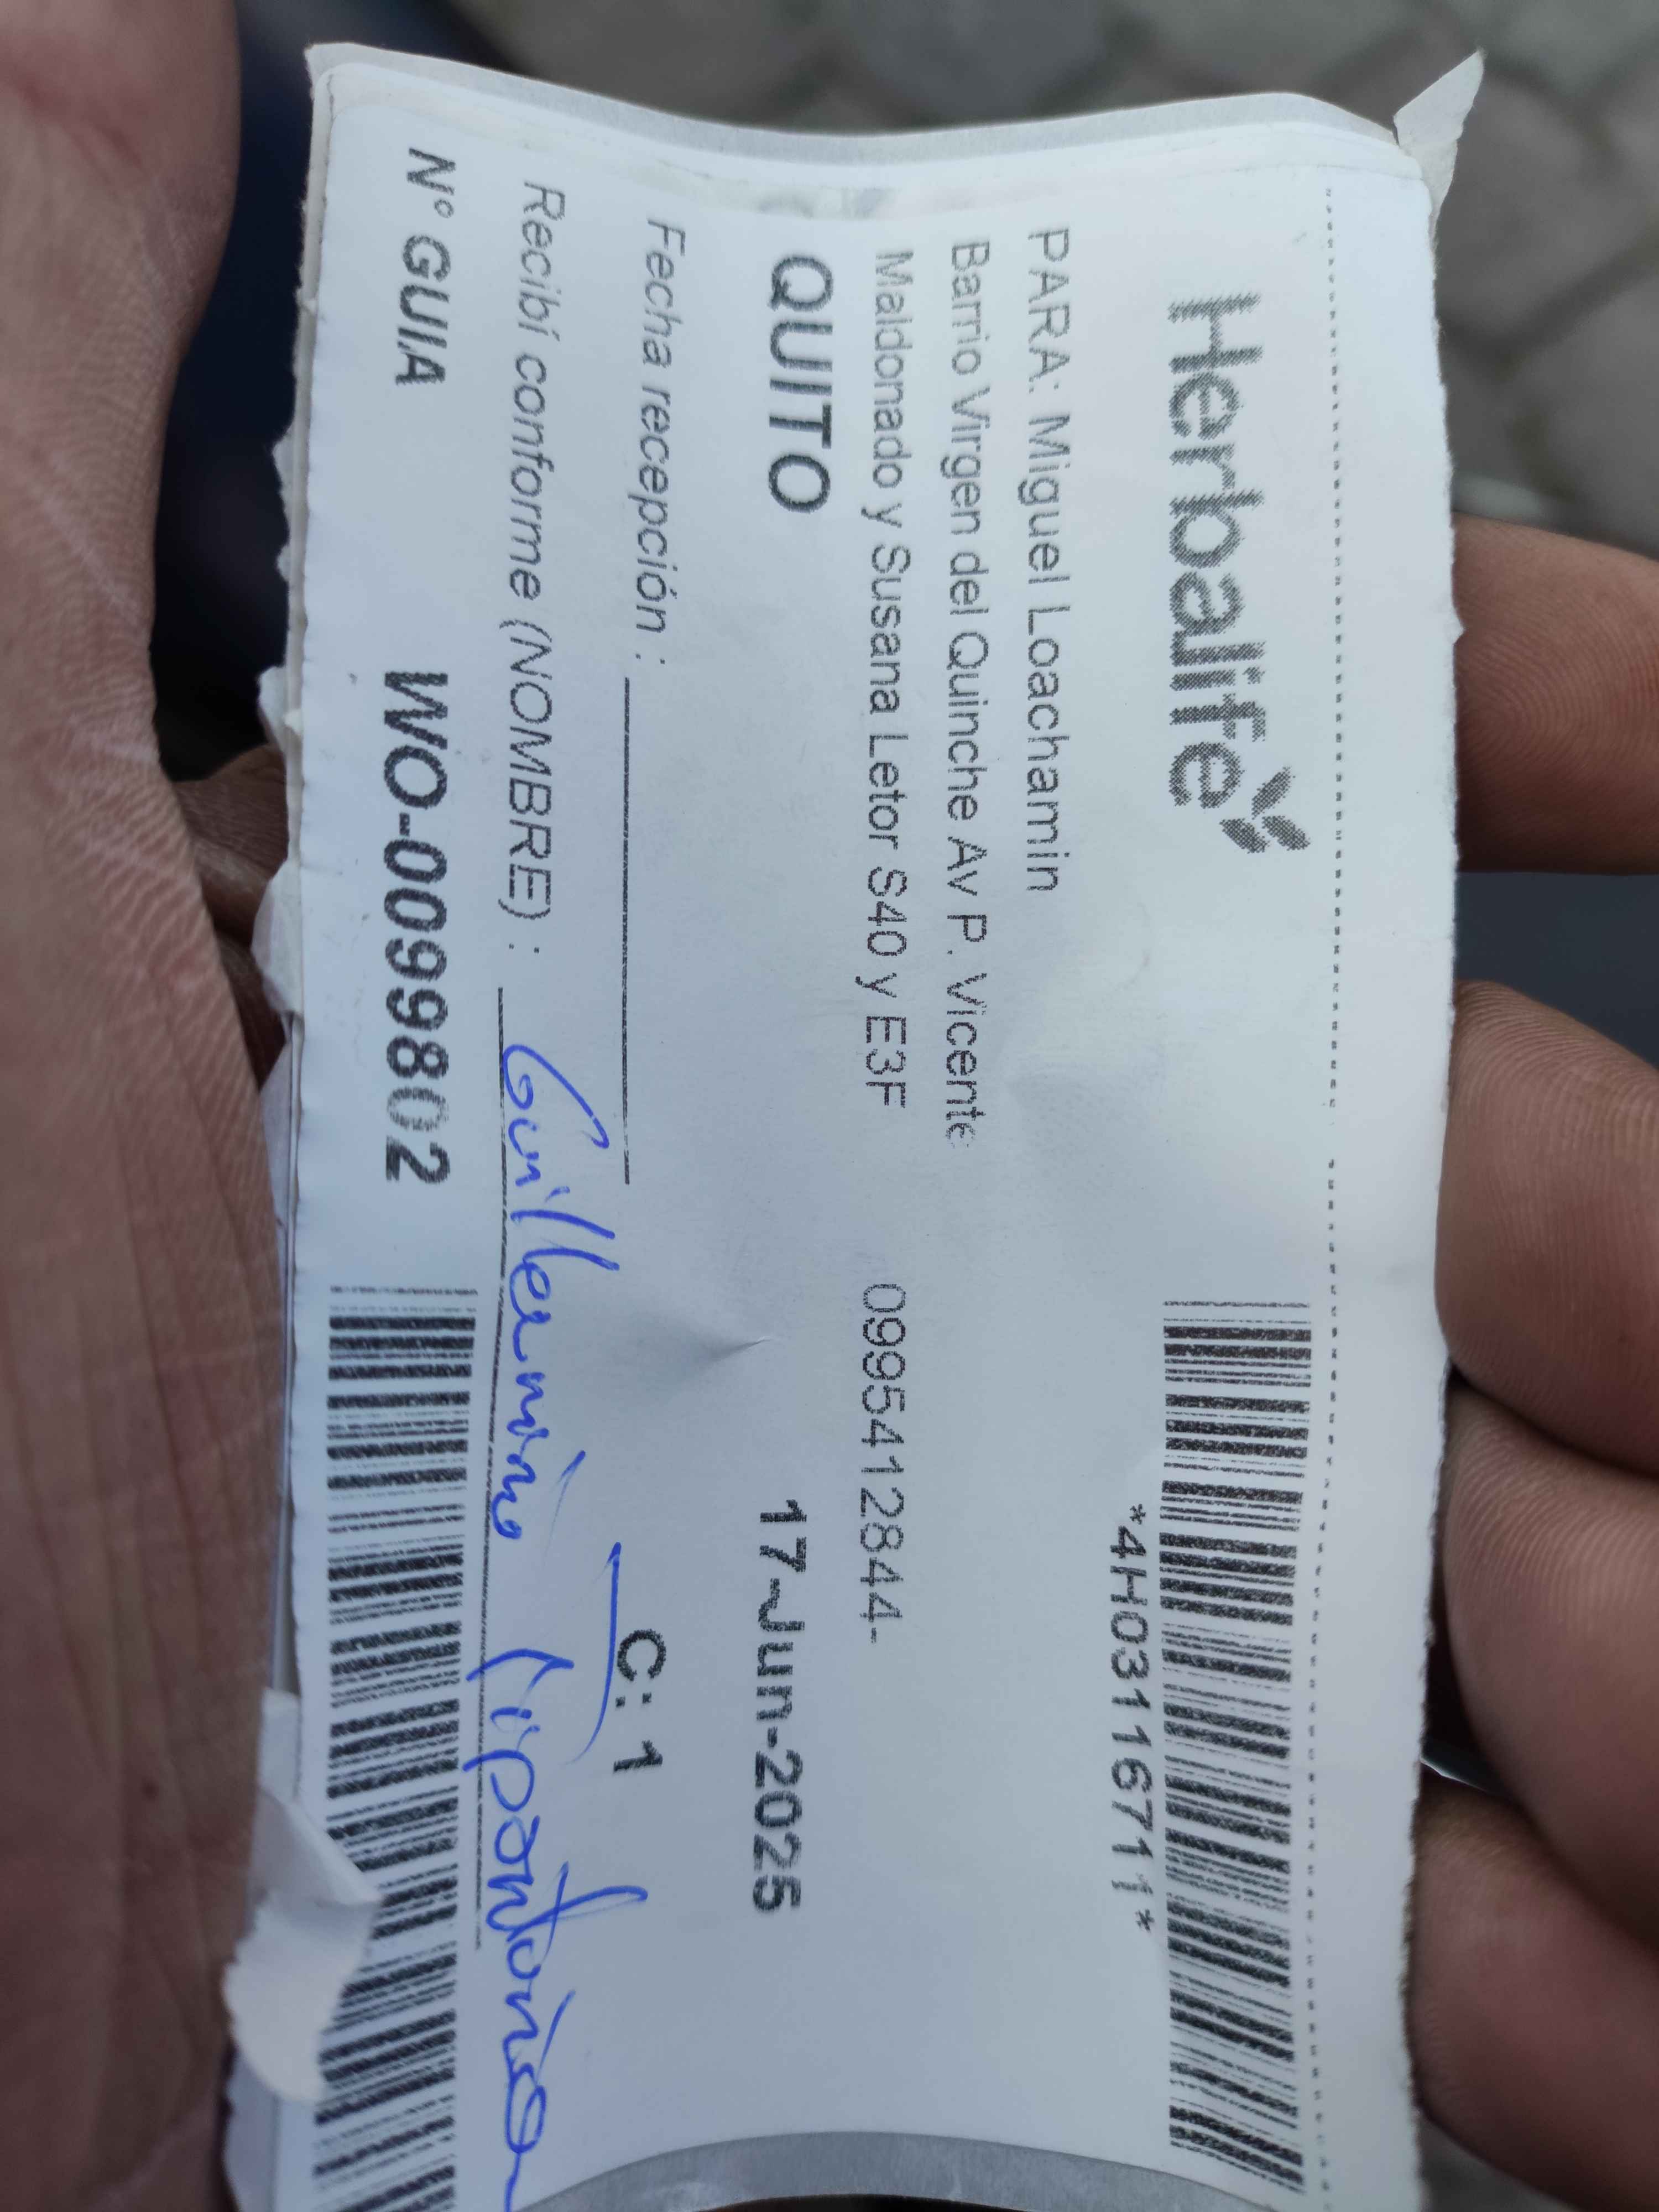 Herbalife
*4H03116711*
PARA: Miguel Loachamin
Barrio Virgen del Quinche Av P. Vicente
Maldonado y Susana Letor S40 y E3F 0995412844-
QUITO 17-Jun-2025
Fecha recepción :
C: 1
Recibí conforme (NOMBRE) :
Nº GUIA WO-0099802